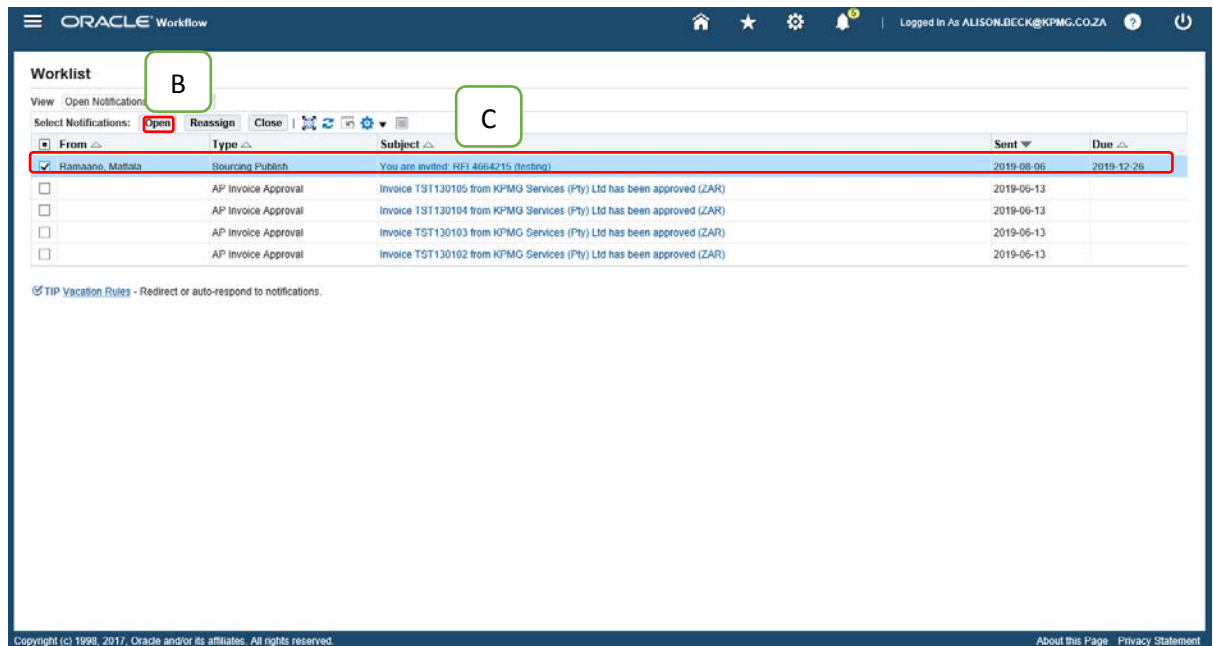 ORACLE Workflow 5 | Logged In As ALISON.BECK@KPMG.CO.ZA ?
Worklist
B
View Open Notifications
C
Select Notifications: Open Reassign Close |
From Type Subject Sent Due
Ramaano, Matlala Sourcing Publish You are invited: RFI 4664215 (testing) 2019-08-06 2019-12-26
AP Invoice Approval Invoice TST130105 from KPMG Services (Pty) Ltd has been approved (ZAR) 2019-06-13
AP Invoice Approval Invoice TST130104 from KPMG Services (Pty) Ltd has been approved (ZAR) 2019-06-13
AP Invoice Approval Invoice TST130103 from KPMG Services (Pty) Ltd has been approved (ZAR) 2019-06-13
AP Invoice Approval Invoice TST130102 from KPMG Services (Pty) Ltd has been approved (ZAR) 2019-06-13
TIP Vacation Rules - Redirect or auto-respond to notifications.
Copyright (c) 1998, 2017, Oracle and/or its affiliates. All rights reserved. About this Page Privacy Statement